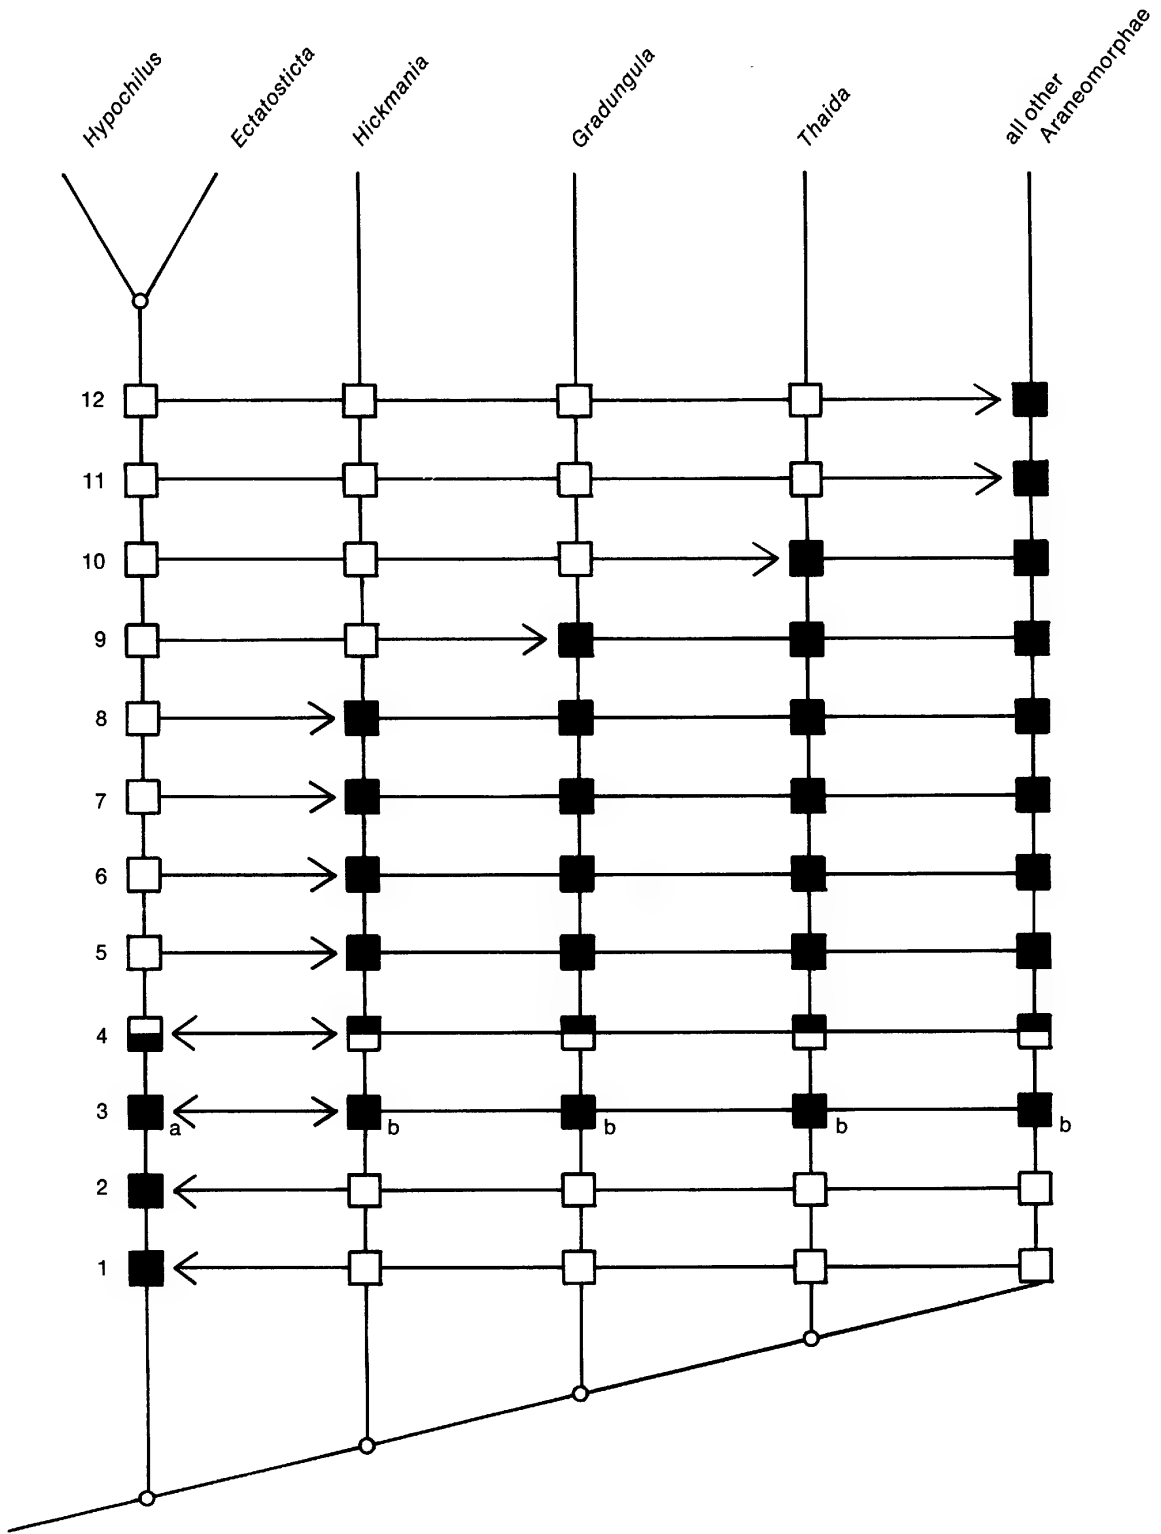 Hypochilus
Ectatosticta
Hickmania
Gradungula
Thaida
all other
Araneomorphae
12
11
10
9
8
7
6
5
4
3
a
b
b
b
b
2
1